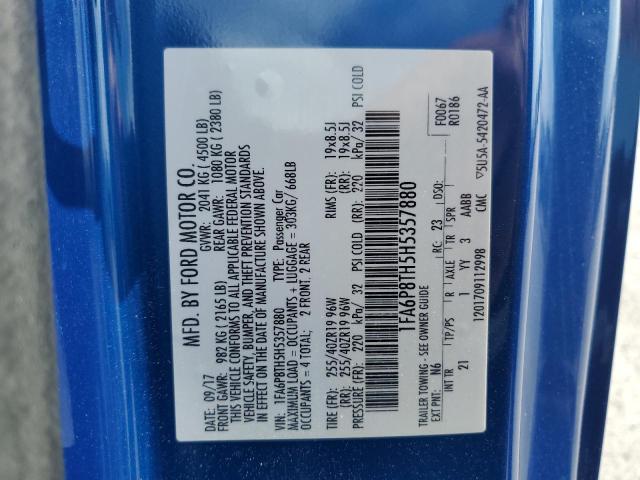 MFD. BY FORD MOTOR CO.
DATE: 09/17 GVWR: 2041 KG ( 4500 LB)
FRONT GAWR: 982 KG ( 2165 LB) REAR GAWR: 1080 KG ( 2380 LB)
THIS VEHICLE CONFORMS TO ALL APPLICABLE FEDERAL MOTOR
VEHICLE SAFETY, BUMPER, AND THEFT PREVENTION STANDARDS
IN EFFECT ON THE DATE OF MANUFACTURE SHOWN ABOVE.
VIN: 1FA6P8TH5H5357880 TYPE: Passenger Car
MAXIMUM LOAD = OCCUPANTS + LUGGAGE = 303KG/ 668LB
OCCUPANTS = 4 TOTAL: 2 FRONT, 2 REAR
TIRE (FR): 255/40ZR19 96W RIMS (FR): 19x8.5J
(RR): 255/40ZR19 96W (RR): 19x8.5J
PRESSURE (FR): 220 kPa/ 32 PSI COLD (RR): 220 kPa/ 32 PSI COLD
1FA6P8TH5H5357880
TRAILER TOWING - SEE OWNER GUIDE F0067
EXT PNT: N6 RC: 23 DSO: R0186
INT TR TP/PS R AXLE TR SPR
21 1 YY 3 AABB
1201709112998 CMC ▽5U5A-5420472-AA